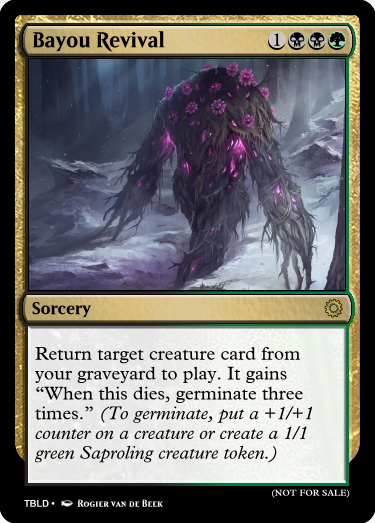 Bayou Revival 1
Sorcery
Return target creature card from
your graveyard to play. It gains
“When this dies, germinate three
times.” (To germinate, put a +1/+1
counter on a creature or create a 1/1
green Saproling creature token.)
(NOT FOR SALE)
TBLD • Rogier van de Beek